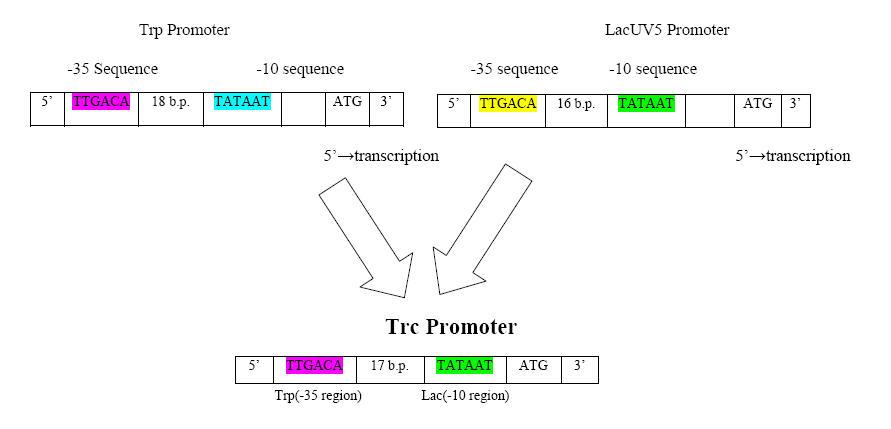 Trp Promoter
LacUV5 Promoter
-35 Sequence
-10 sequence
-35 sequence
-10 sequence
5’ TTGACA 18 b.p. TATAAT ATG 3’
5’ TTGACA 16 b.p. TATAAT ATG 3’
5’→transcription
5’→transcription
Trc Promoter
5’ TTGACA 17 b.p. TATAAT ATG 3’
Trp(-35 region)
Lac(-10 region)